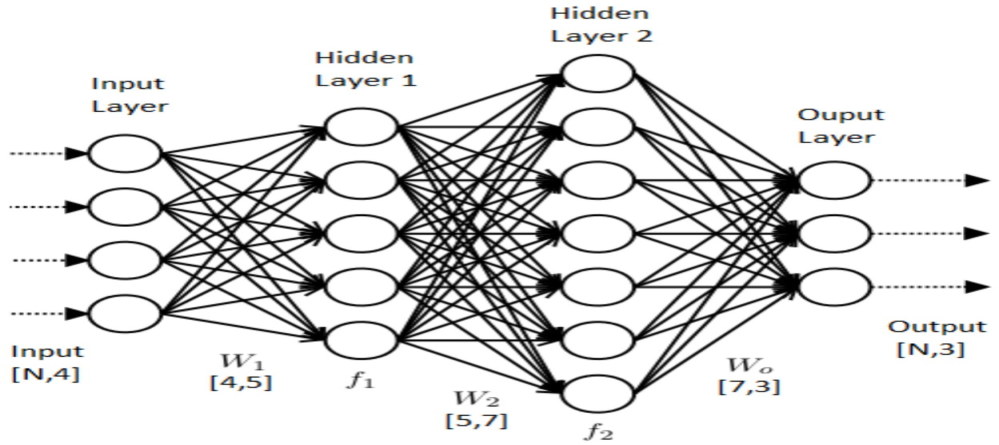 Hidden
Layer 2
Hidden
Layer 1
Input
Layer
Ouput
Layer
Input
[N,4]
W₁
[4,5]
f₁
W₂
[5,7]
f₂
Wₒ
[7,3]
Output
[N,3]